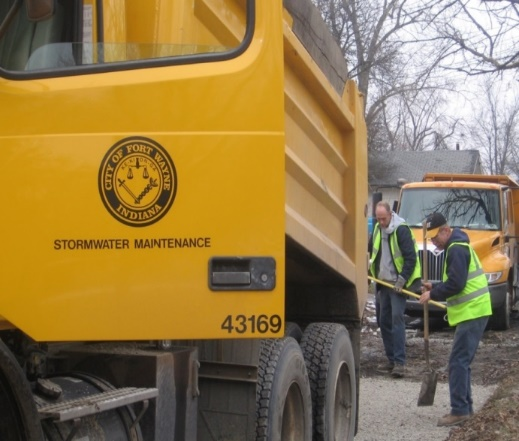 CITY OF FORT WAYNE
INDIANA
STORMWATER MAINTENANCE
43169